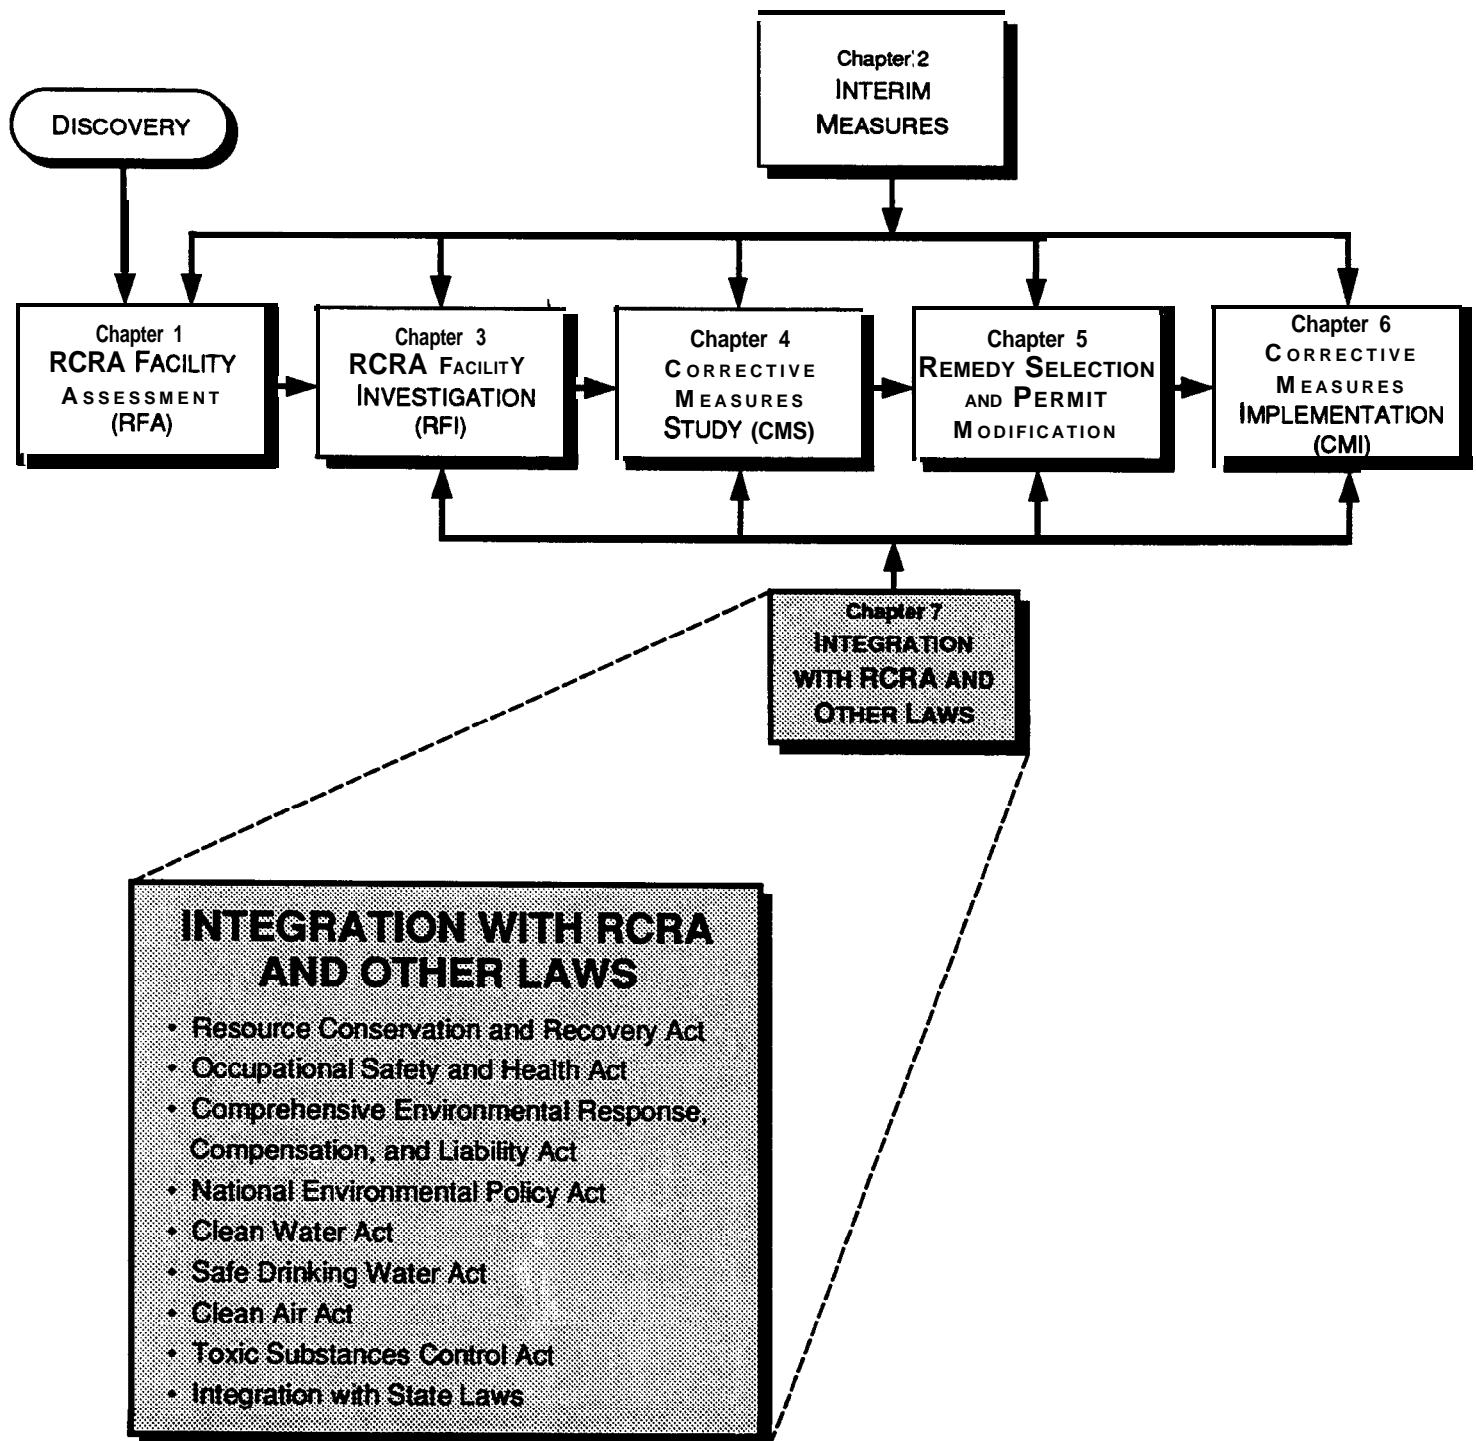 Chapter 2
INTERIM
MEASURES
DISCOVERY
Chapter 1
RCRA FACILITY
ASSESSMENT
(RFA)
Chapter 3
RCRA FACILITY
INVESTIGATION
(RFI)
Chapter 4
CORRECTIVE
MEASURES
STUDY (CMS)
Chapter 5
REMEDY SELECTION
AND PERMIT
MODIFICATION
Chapter 6
CORRECTIVE
MEASURES
IMPLEMENTATION
(CMI)
Chapter 7
INTEGRATION
WITH RCRA AND
OTHER LAWS
INTEGRATION WITH RCRA
AND OTHER LAWS
• Resource Conservation and Recovery Act
• Occupational Safety and Health Act
• Comprehensive Environmental Response,
Compensation, and Liability Act
• National Environmental Policy Act
• Clean Water Act
• Safe Drinking Water Act
• Clean Air Act
• Toxic Substances Control Act
• Integration with State Laws